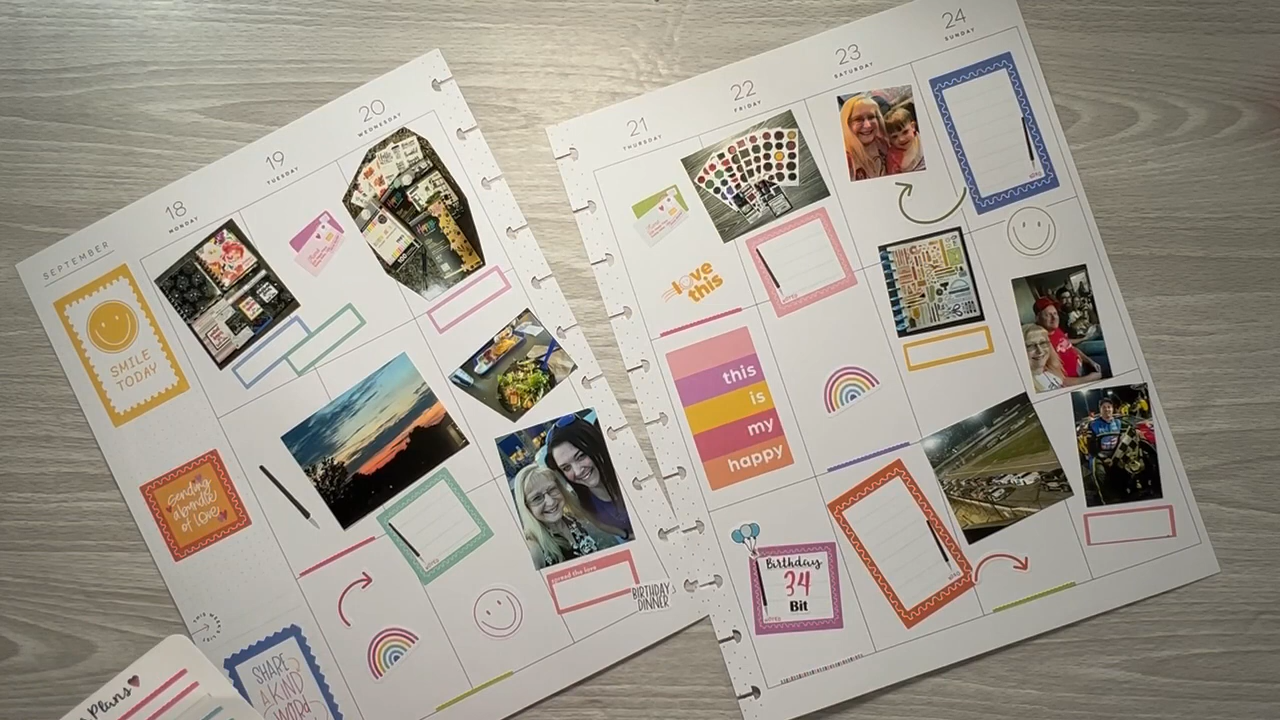 SEPTEMBER
18
MONDAY
19
TUESDAY
20
WEDNESDAY
SMILE
TODAY
sending
a bundle
of love
SHARE
A KIND
WORD
Plans
spread the love
BIRTHDAY
DINNER
21
THURSDAY
22
FRIDAY
23
SATURDAY
24
SUNDAY
love
this
this
is
my
happy
Birthday
34
Bit